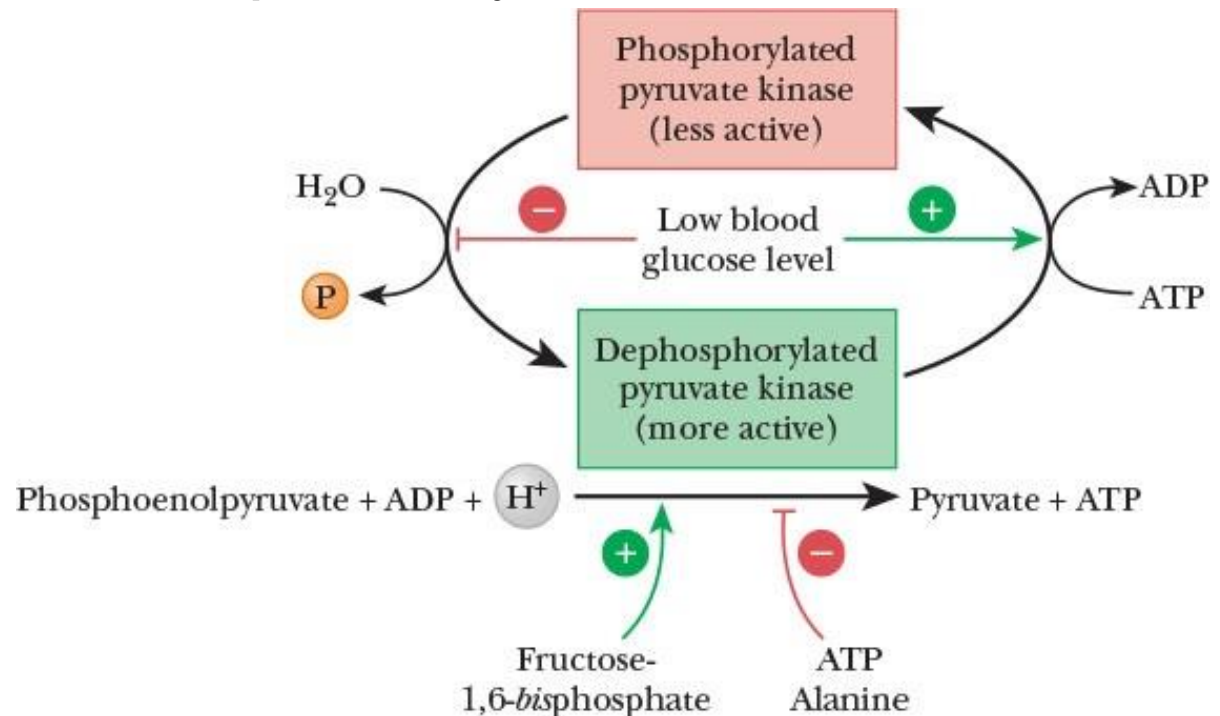 Phosphorylated
pyruvate kinase
(less active)
H₂O
−
Low blood
glucose level
+
ADP
P
ATP
Dephosphorylated
pyruvate kinase
(more active)
Phosphoenolpyruvate + ADP + H⁺
Pyruvate + ATP
+
−
Fructose-
1,6-bisphosphate
ATP
Alanine